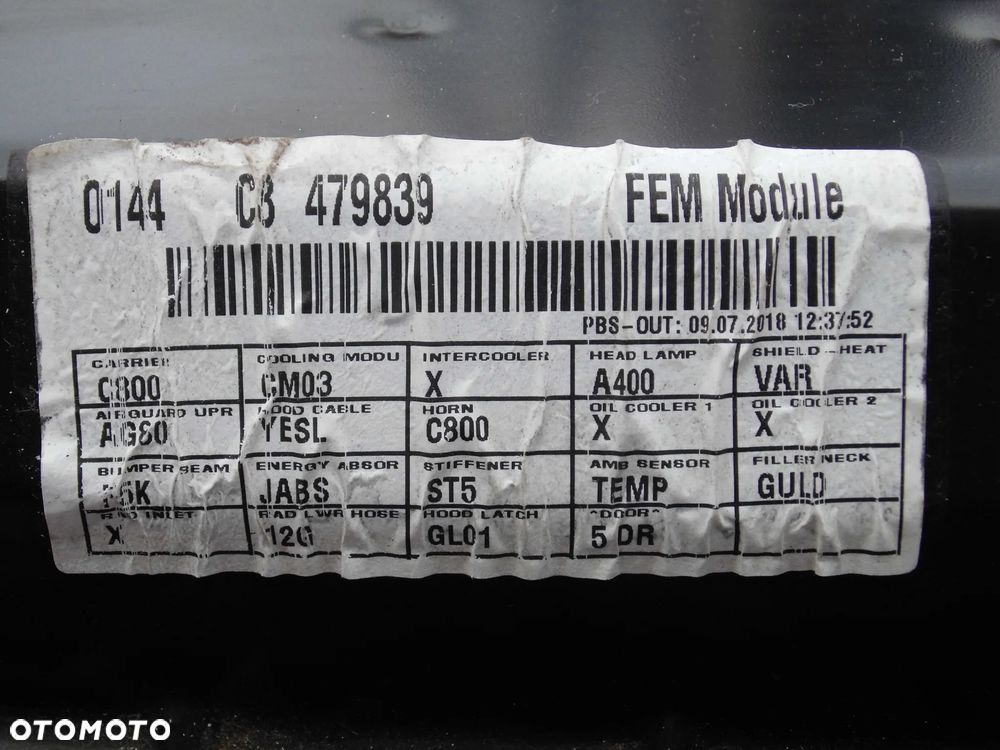 0144 C3 479839 FEM Module
PBS-OUT: 09.07.2018 12:37:52
CARRIER COOLING MODU INTERCOOLER HEAD LAMP SHIELD-HEAT
C800 CM03 X A400 VAR
AIRGUARD UPR HOOD CABLE HORN OIL COOLER 1 OIL COOLER 2
AG80 YESL C800 X X
BUMPER BEAM ENERGY ABSOR STIFFENER AMB SENSOR FILLER NECK
JABS ST5 TEMP GULD
INLET RAD LWR HOSE HOOD LATCH "DOOR"
X 12G GL01 5 DR
OTOMOTO